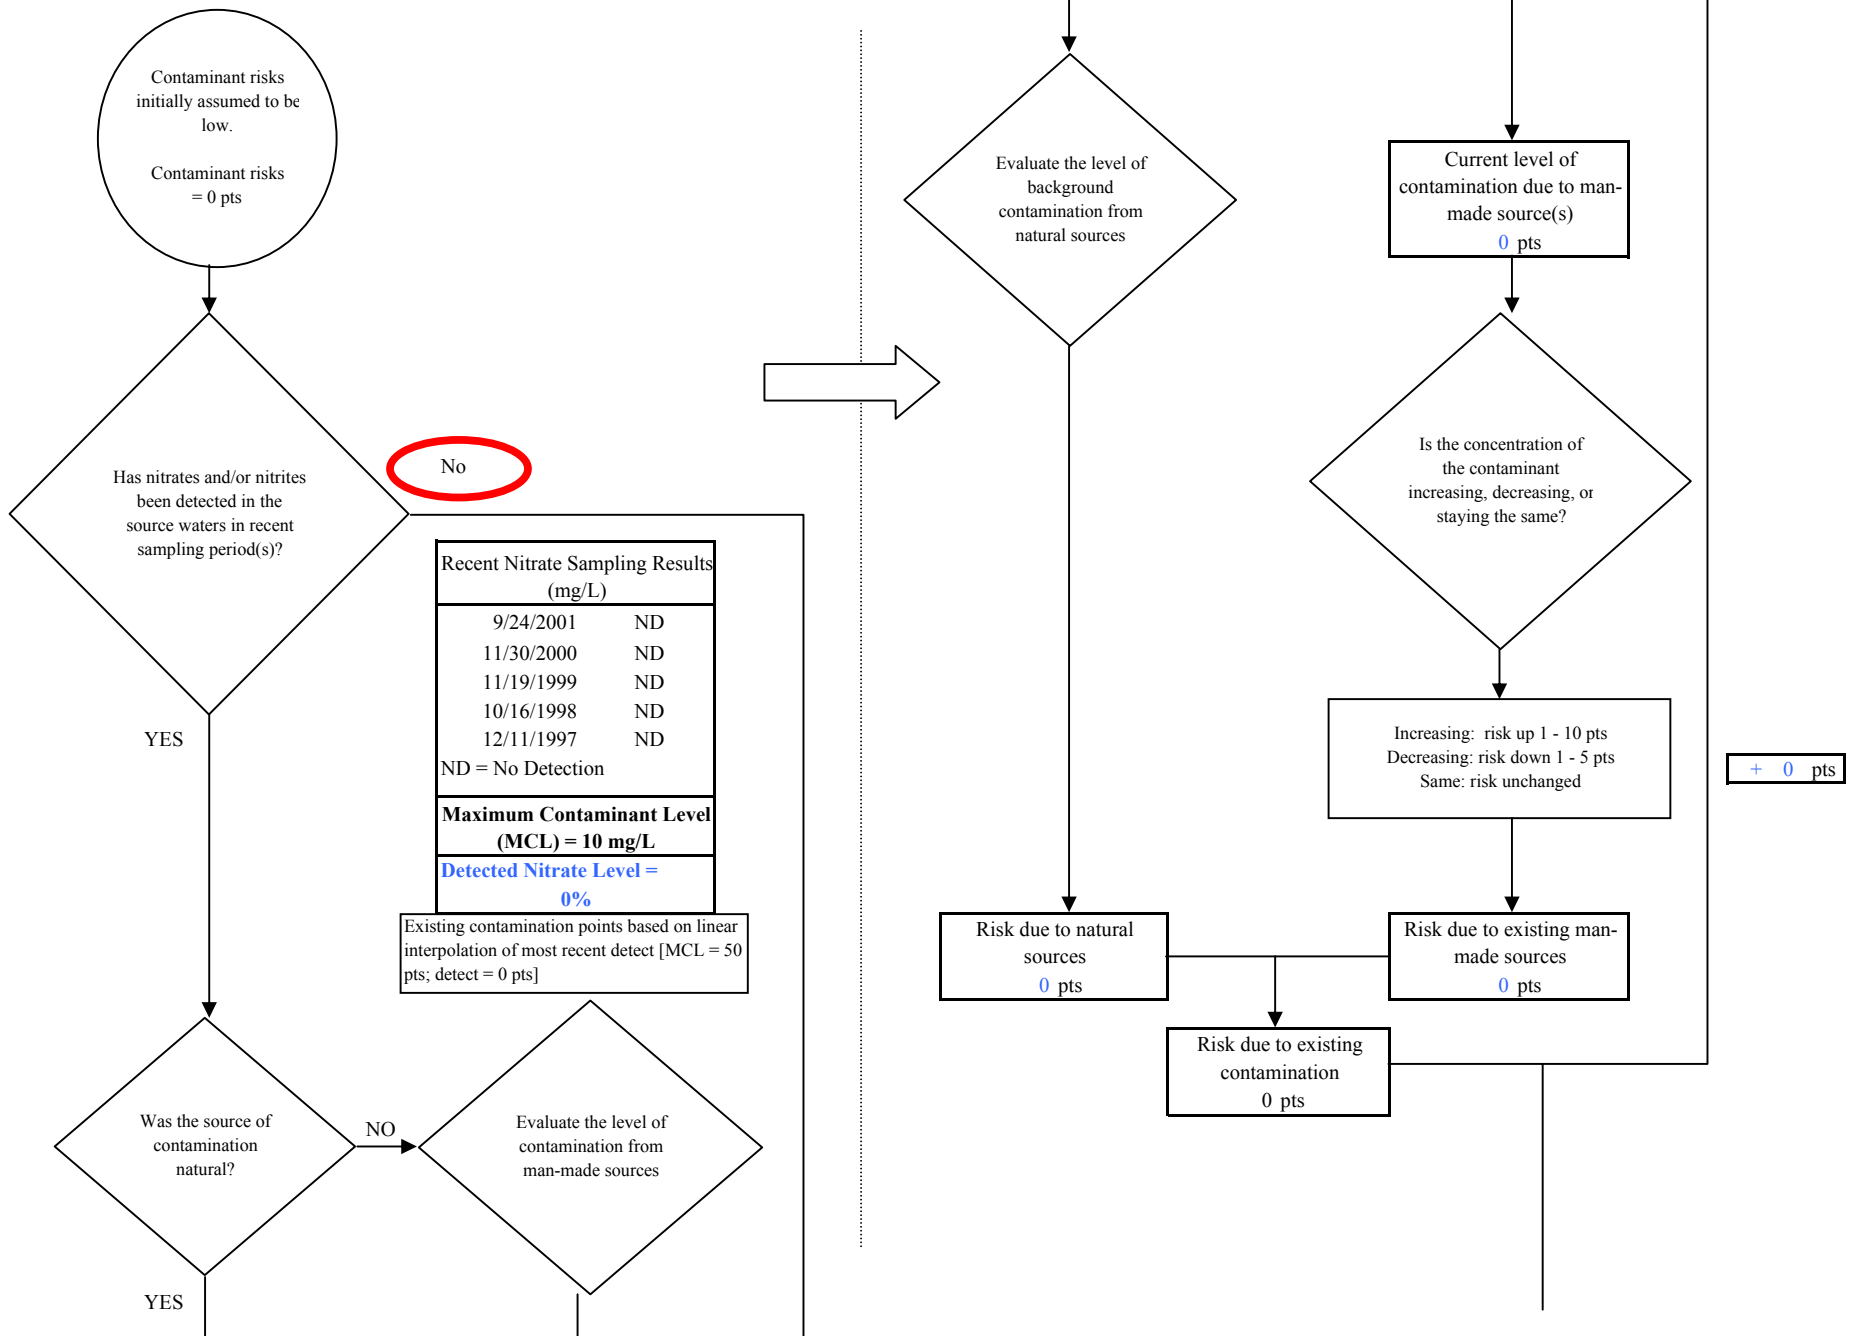 Contaminant risks
initially assumed to be
low.
Contaminant risks
= 0 pts
Has nitrates and/or nitrites
been detected in the
source waters in recent
sampling period(s)?
No
Recent Nitrate Sampling Results
(mg/L)
9/24/2001 ND
11/30/2000 ND
11/19/1999 ND
10/16/1998 ND
12/11/1997 ND
ND = No Detection
Maximum Contaminant Level
(MCL) = 10 mg/L
Detected Nitrate Level =
0%
Existing contamination points based on linear
interpolation of most recent detect [MCL = 50
pts; detect = 0 pts]
YES
Was the source of
contamination
natural?
NO
Evaluate the level of
contamination from
man-made sources
YES
Evaluate the level of
background
contamination from
natural sources
Current level of
contamination due to man-
made source(s)
0 pts
Is the concentration of
the contaminant
increasing, decreasing, or
staying the same?
Increasing: risk up 1 - 10 pts
Decreasing: risk down 1 - 5 pts
Same: risk unchanged
+ 0 pts
Risk due to natural
sources
0 pts
Risk due to existing man-
made sources
0 pts
Risk due to existing
contamination
0 pts